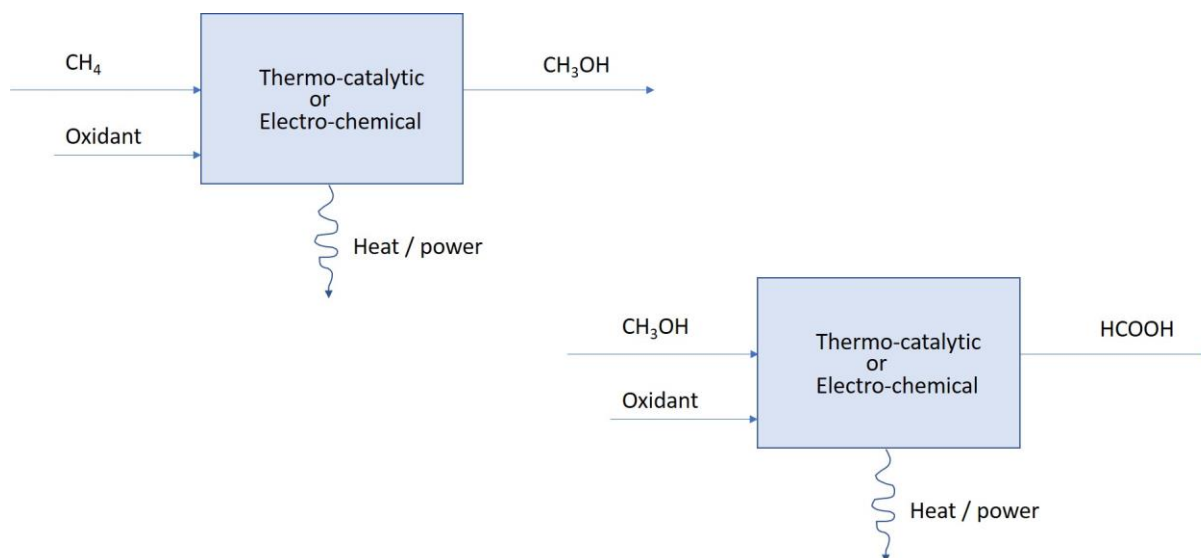 CH₄
Oxidant
Thermo-catalytic
or
Electro-chemical
CH₃OH
Heat / power
CH₃OH
Oxidant
Thermo-catalytic
or
Electro-chemical
HCOOH
Heat / power